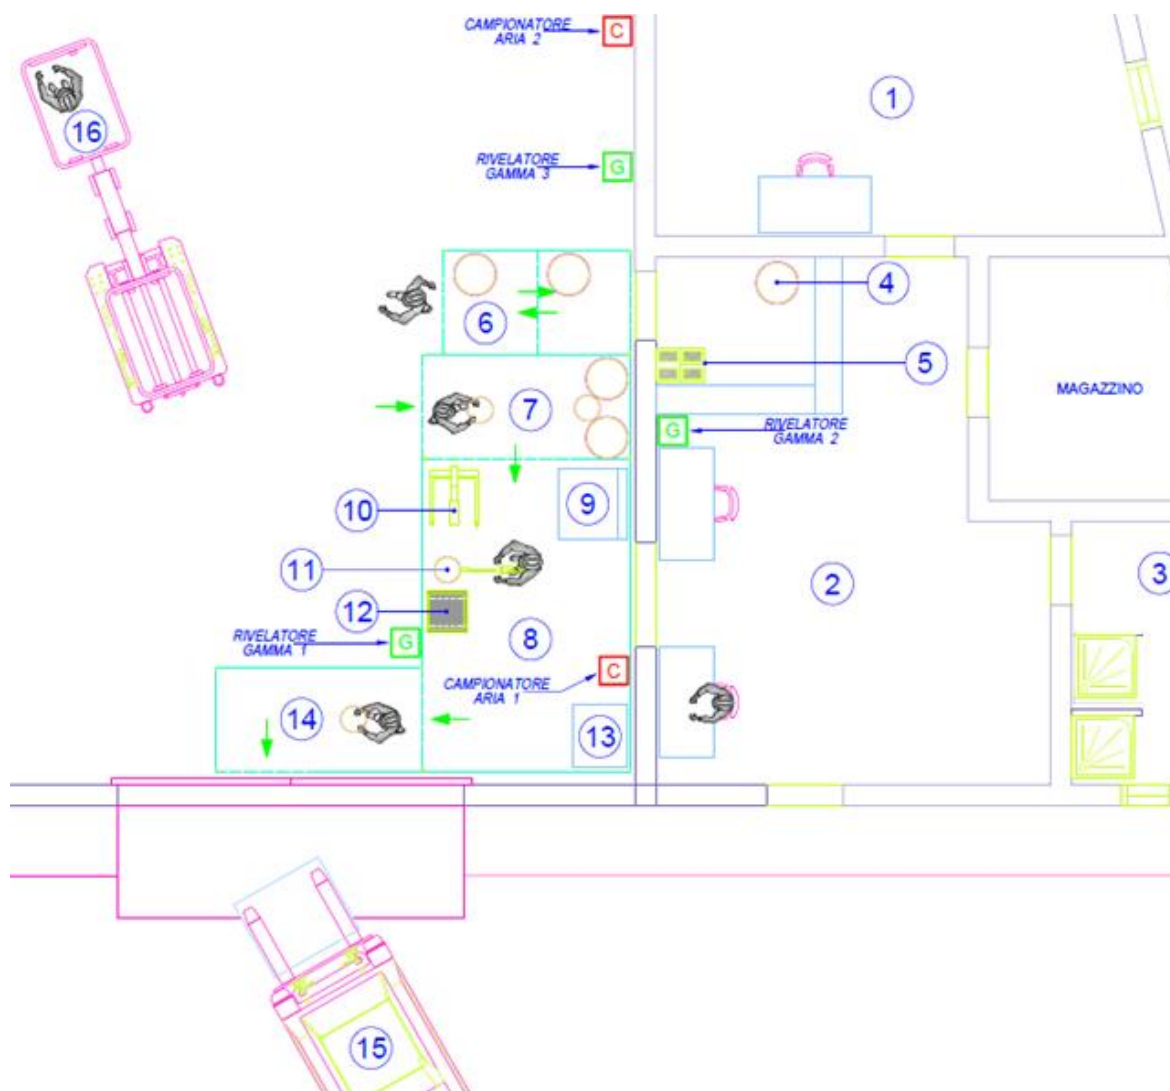 CAMPIONATORE
ARIA 2
C
1
16
RIVELATORE
GAMMA 3
G
4
6
5
MAGAZZINO
7
RIVELATORE
GAMMA 2
G
9
10
11
2
3
12
8
RIVELATORE
GAMMA 1
G
CAMPIONATORE
ARIA 1
C
14
13
15